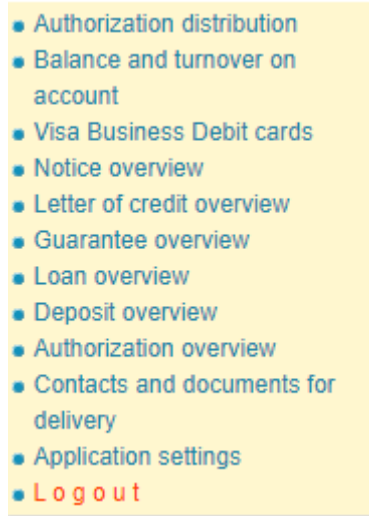 Authorization distribution
Balance and turnover on
account
Visa Business Debit cards
Notice overview
Letter of credit overview
Guarantee overview
Loan overview
Deposit overview
Authorization overview
Contacts and documents for
delivery
Application settings
L o g o u t